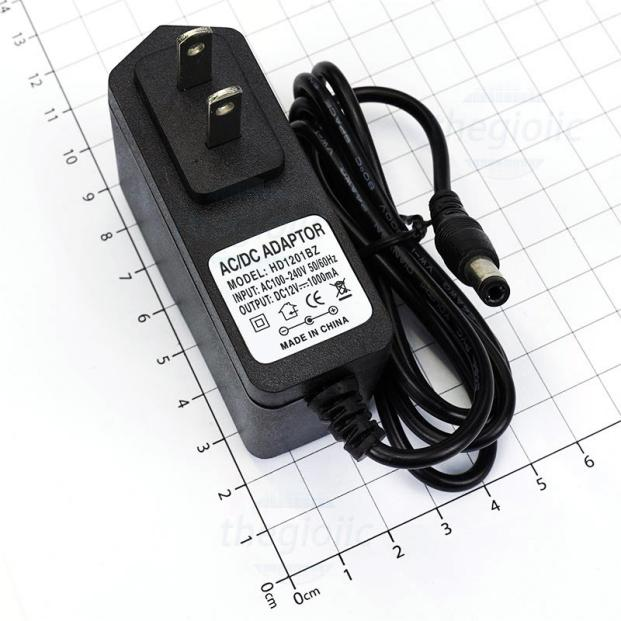 AC/DC ADAPTOR
MODEL: HD1201BZ
INPUT: AC100-240V 50/60Hz
OUTPUT: DC12V⎓1000mA
CE
MADE IN CHINA
thegioiic
thegioiic
14
13
12
11
10
9
8
7
6
5
4
3
2
1
0cm
0cm
1
2
3
4
5
6